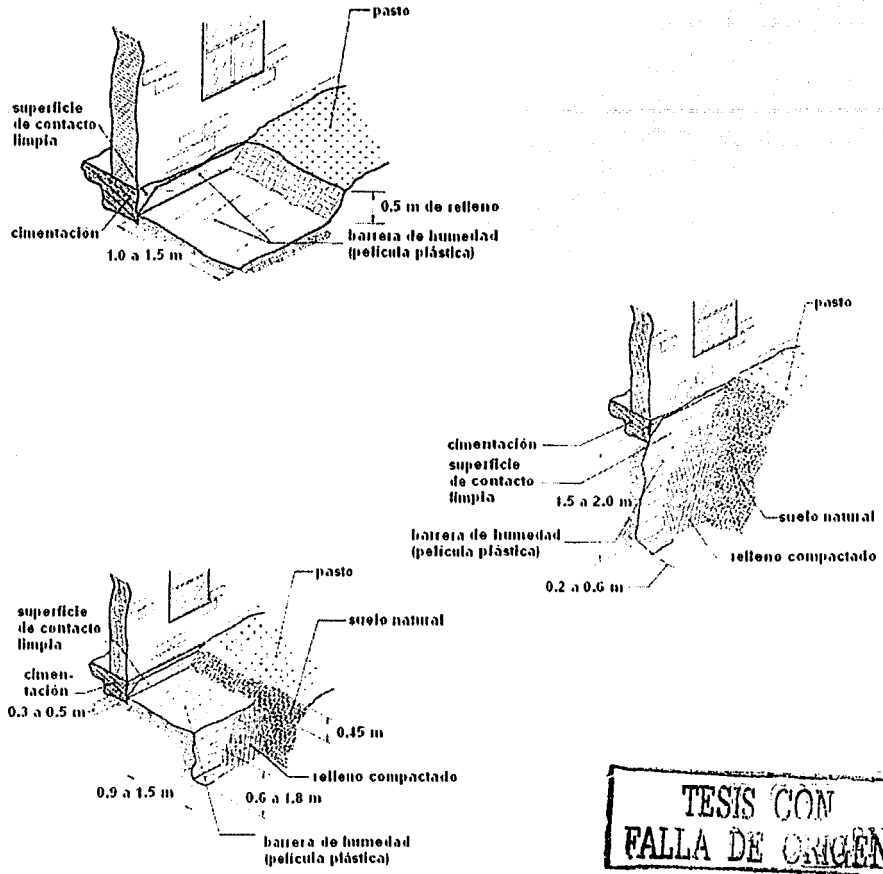 pasto
superficie
de contacto
limpia
cimentación
1.0 a 1.5 m
0.5 m de relleno
barrera de humedad
(película plástica)
pasto
cimentación
superficie
de contacto
limpia
1.5 a 2.0 m
suelo natural
barrera de humedad
(película plástica)
relleno compactado
0.2 a 0.6 m
pasto
superficie
de contacto
limpia
suelo natural
cimen-
tación
0.3 a 0.5 m
0.45 m
relleno compactado
0.9 a 1.5 m
0.6 a 1.8 m
barrera de humedad
(película plástica)
TESIS CON
FALLA DE ORIGEN